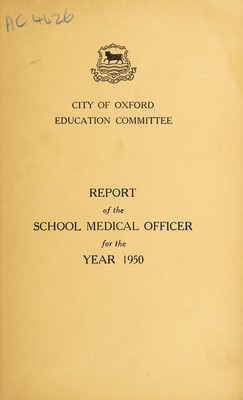 AC 4626
CITY OF OXFORD
EDUCATION COMMITTEE
REPORT
of the
SCHOOL MEDICAL OFFICER
for the
YEAR 1950